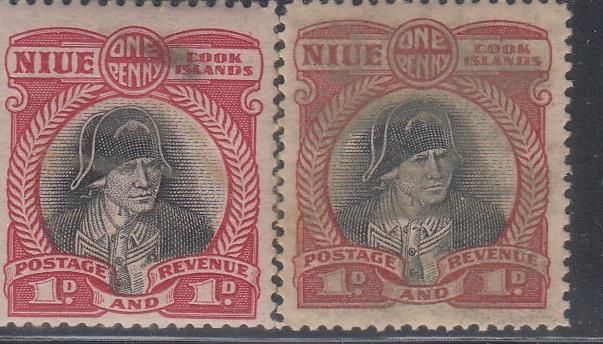 NIUE ONE PENNY COOK ISLANDS
POSTAGE AND REVENUE
1D. 1D.
NIUE ONE PENNY COOK ISLANDS
POSTAGE AND REVENUE
1D. 1D.